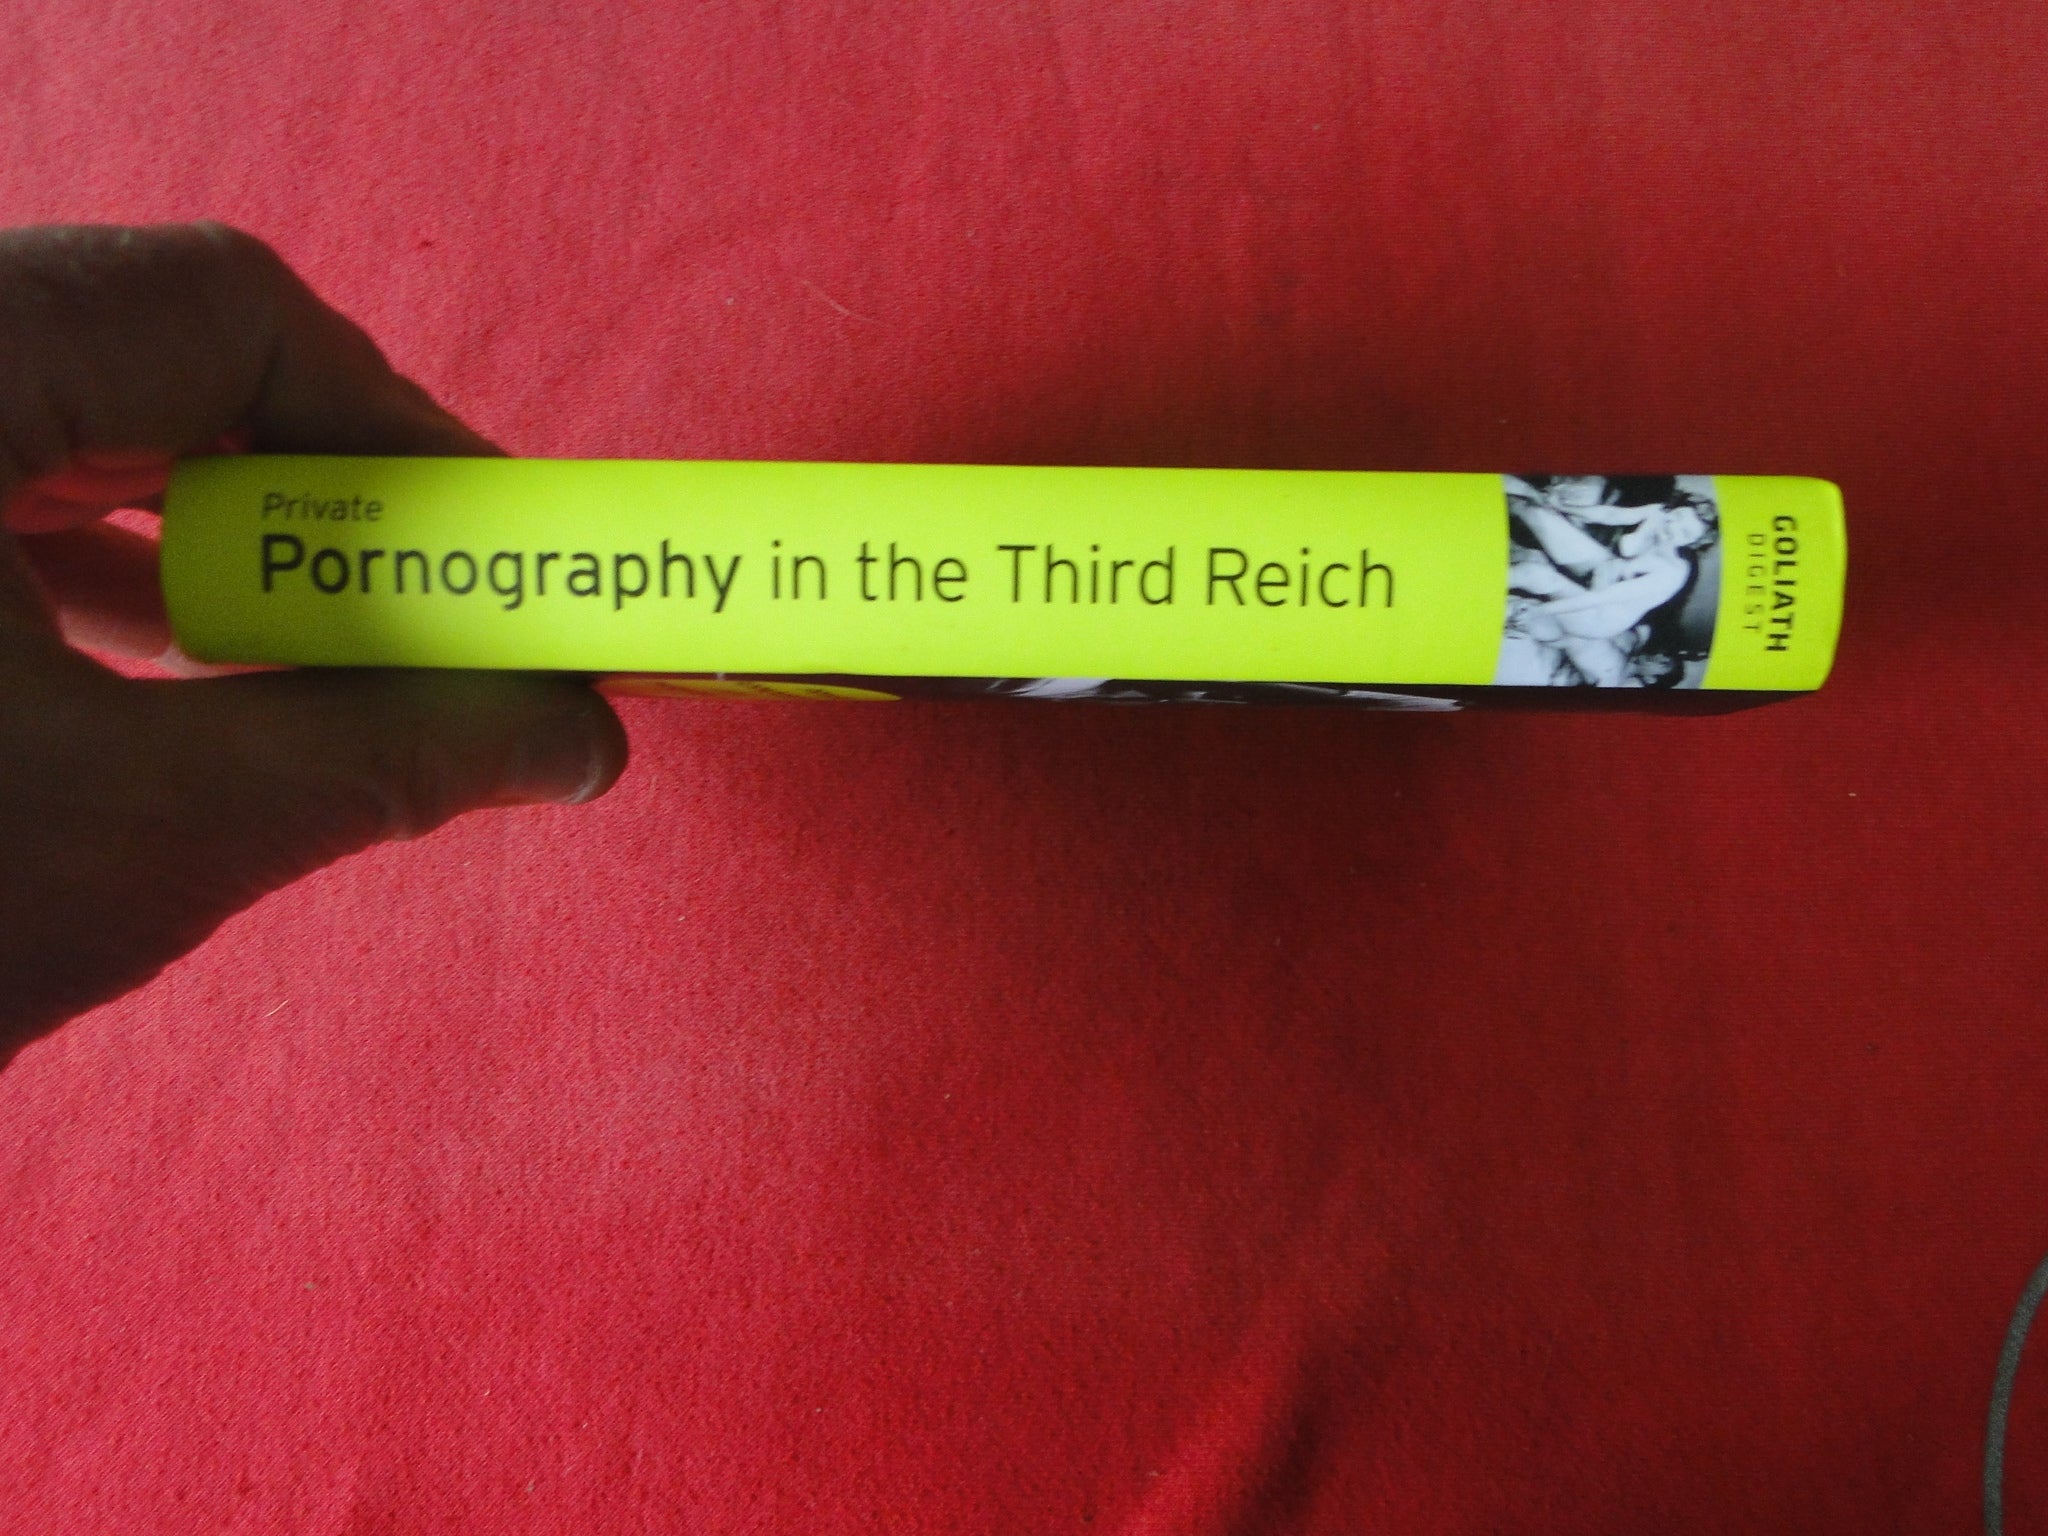 Private
Pornography in the Third Reich
GOLIATH
DIGEST